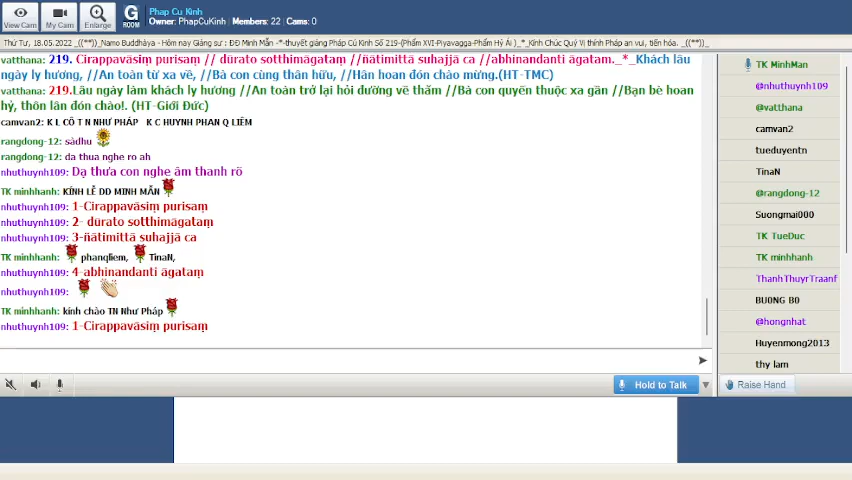 Phap Cu Kinh
Owner: PhapCuKinh | Members: 22 | Cams: 0
View Cam
My Cam
Enlarge
G
ROOM
Thứ Tư, 18.05.2022 _((**))_Namo Buddhàya - Hôm nay Giảng sư : ĐĐ Minh Mẫn -*-thuyết giảng Pháp Cú Kinh Số 219-(Phẩm XVI-Piyavagga-Phẩm Hỷ Ái )_*_Kính Chúc Quý Vị thính Pháp an vui, tiến hóa. _((**))_
vatthana: 219. Cirappavāsiṃ purisaṃ // dūrato sotthimāgataṃ //ñātimittā suhajjā ca //abhinandanti āgataṃ._*_Khách lâu
ngày ly hương, //An toàn từ xa về, //Bà con cùng thân hữu, //Hân hoan đón chào mừng.(HT-TMC)
vatthana: 219.Lâu ngày làm khách ly hương //An toàn trở lại hỏi đường về thăm //Bà con quyến thuộc xa gần //Bạn bè hoan
hỷ, thôn lân đón chào!. (HT-Giới Đức)
camvan2: K L CÔ T N NHƯ PHÁP K C HUYNH PHAN Q LIÊM
rangdong-12: sàdhu
rangdong-12: da thua nghe ro ah
nhuthuynh109: Dạ thưa con nghe âm thanh rõ
TK minhhanh: KÍNH LỄ DD MINH MẪN
nhuthuynh109: 1-Cirappavāsiṃ purisaṃ
nhuthuynh109: 2- dūrato sotthimāgataṃ
nhuthuynh109: 3-ñātimittā suhajjā ca
TK minhhanh: phanqliem, TinaN,
nhuthuynh109: 4-abhinandanti āgataṃ
nhuthuynh109:
TK minhhanh: kính chào TN Như Pháp
nhuthuynh109: 1-Cirappavāsiṃ purisaṃ
Hold to Talk
TK MinhMan
@nhuthuynh109
@vatthana
camvan2
tueduyentn
TinaN
@rangdong-12
Suongmai000
TK TueDuc
TK minhhanh
ThanhThuyrTraanf
BU0NG B0
@hongnhat
Huyenmong2013
thy lam
Raise Hand